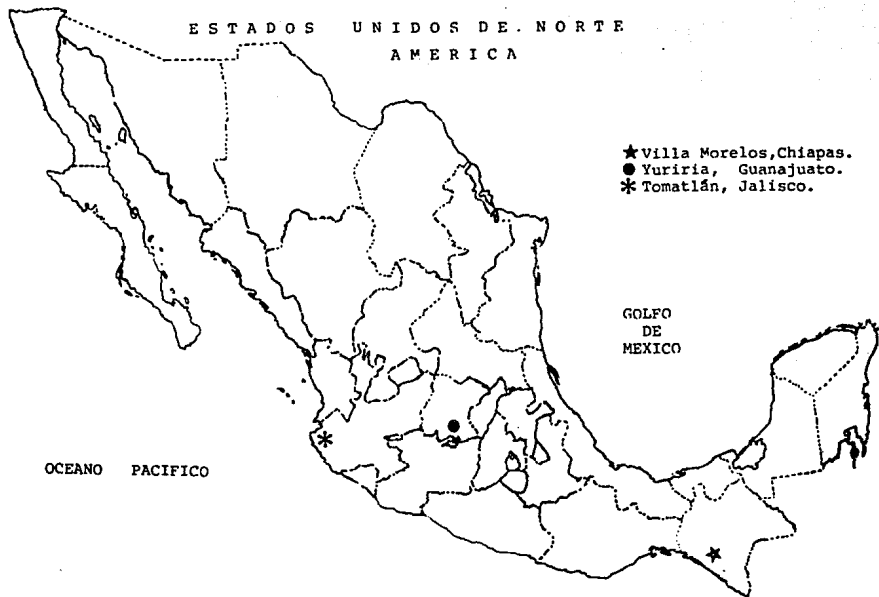 ESTADOS UNIDOS DE. NORTE
AMERICA
★ Villa Morelos,Chiapas.
● Yuriria, Guanajuato.
* Tomatlán, Jalisco.
GOLFO
DE
MEXICO
OCEANO PACIFICO